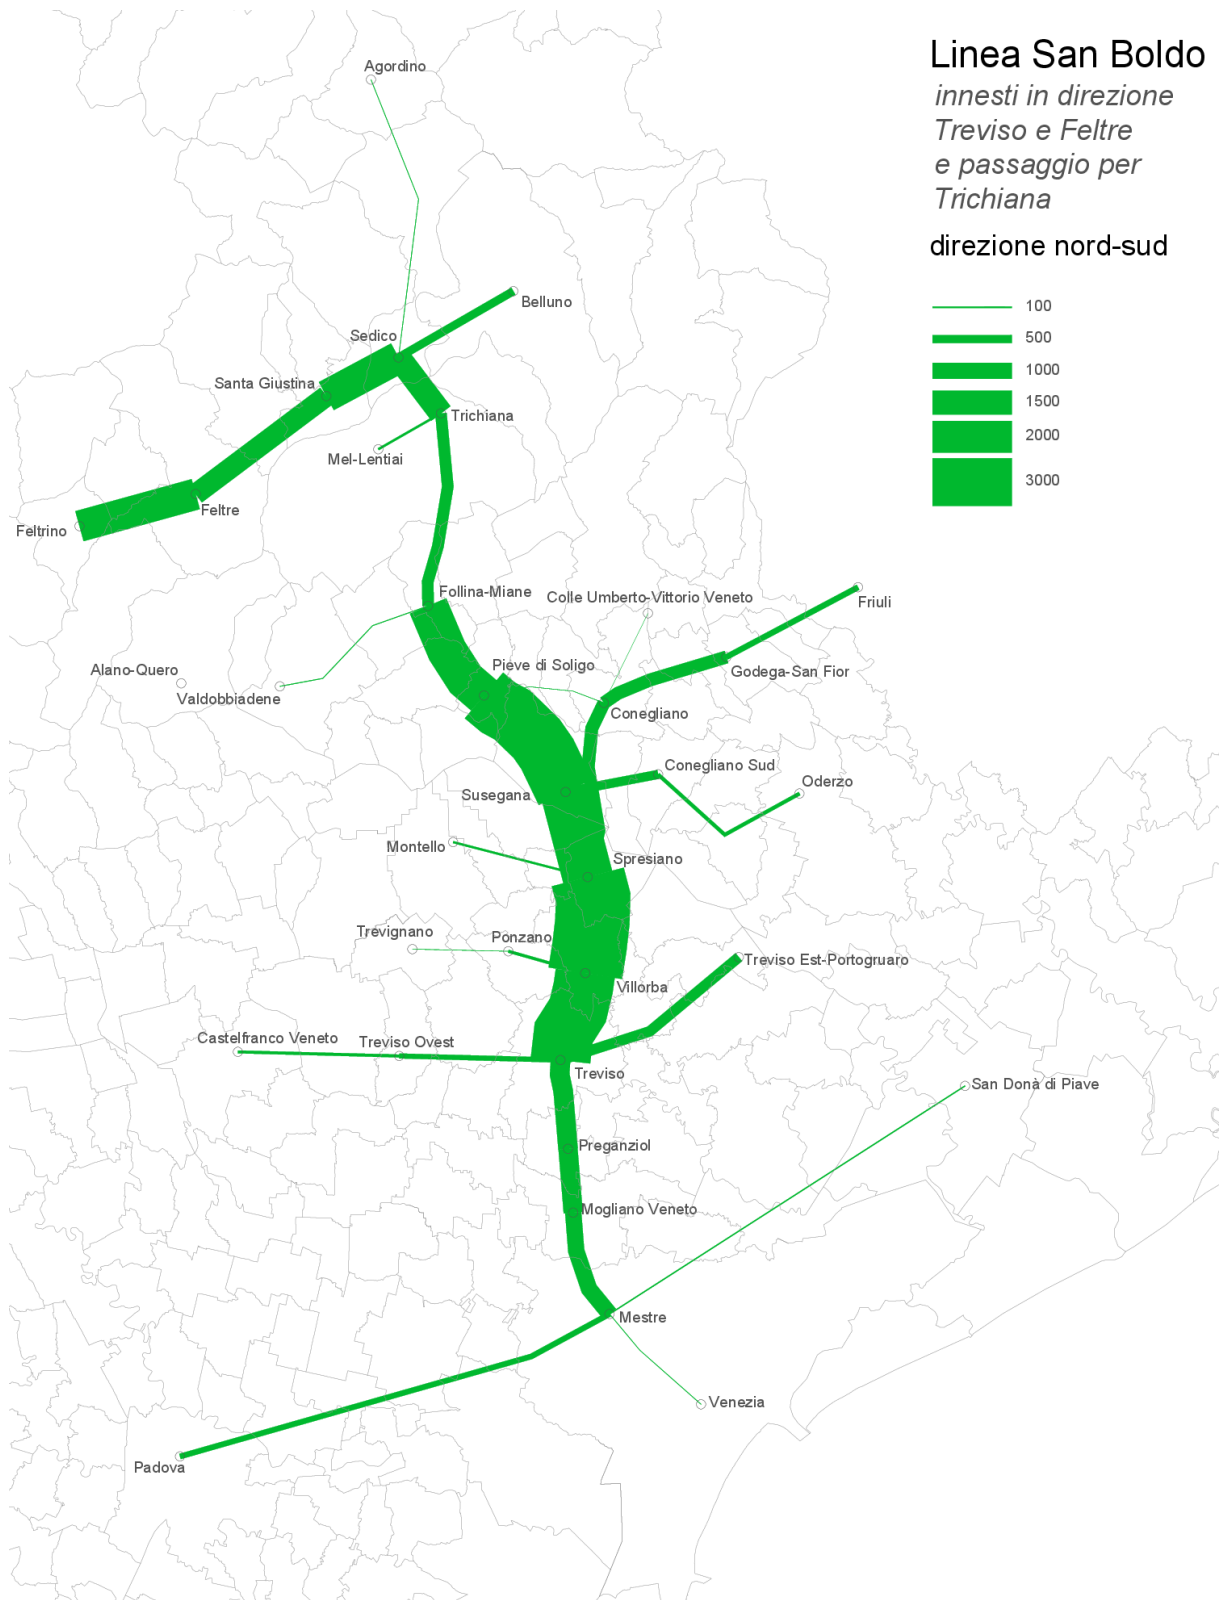 Linea San Boldo
innesti in direzione
Treviso e Feltre
e passaggio per
Trichiana
direzione nord-sud
100
500
1000
1500
2000
3000
Agordino
Belluno
Sedico
Santa Giustina
Trichiana
Mel-Lentiai
Feltre
Feltrino
Follina-Miane
Colle Umberto-Vittorio Veneto
Friuli
Pieve di Soligo
Alano-Quero
Godega-San Fior
Valdobbiadene
Conegliano
Conegliano Sud
Oderzo
Susegana
Montello
Spresiano
Trevignano
Ponzano
Treviso Est-Portogruaro
Villorba
Castelfranco Veneto
Treviso Ovest
Treviso
San Donà di Piave
Preganziol
Mogliano Veneto
Mestre
Venezia
Padova